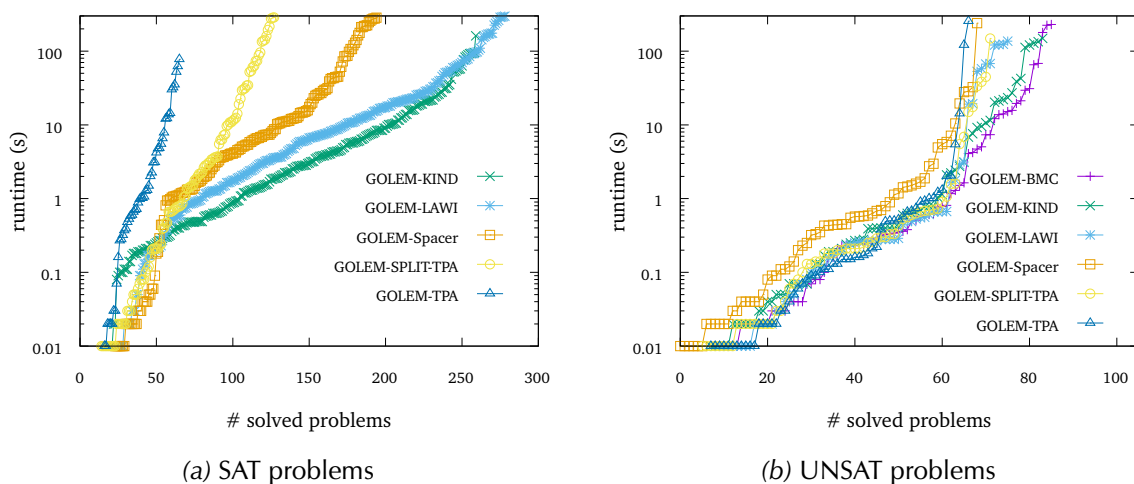 runtime (s)
100
10
1
0.1
0.01
0
50
100
150
200
250
300
# solved problems
GOLEM-KIND
GOLEM-LAWI
GOLEM-Spacer
GOLEM-SPLIT-TPA
GOLEM-TPA
(a) SAT problems
runtime (s)
100
10
1
0.1
0.01
0
20
40
60
80
100
# solved problems
GOLEM-BMC
GOLEM-KIND
GOLEM-LAWI
GOLEM-Spacer
GOLEM-SPLIT-TPA
GOLEM-TPA
(b) UNSAT problems